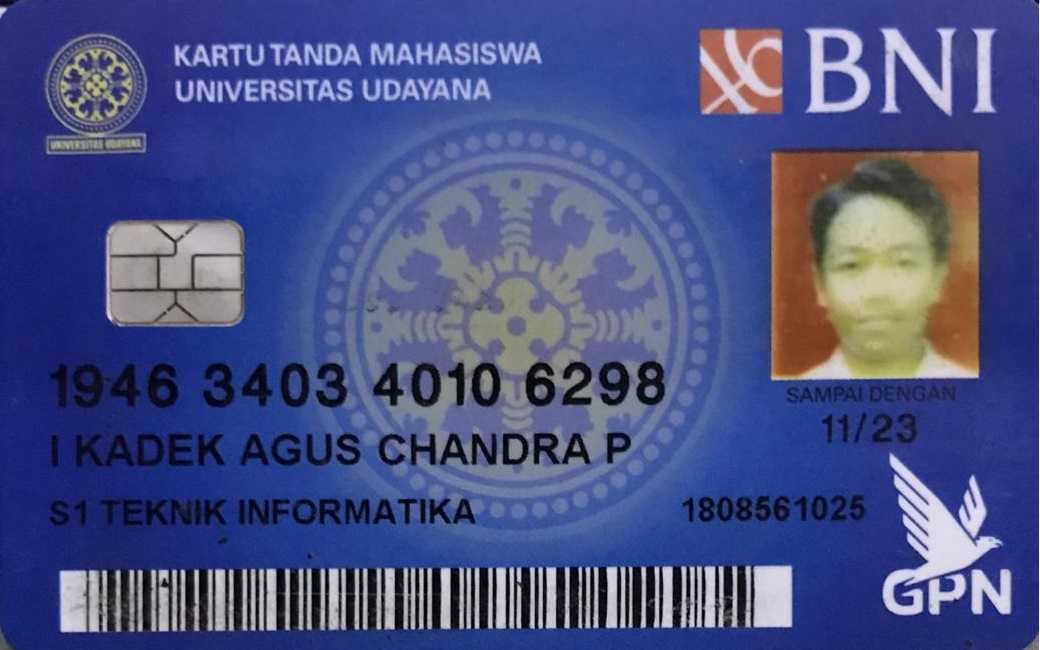 KARTU TANDA MAHASISWA
UNIVERSITAS UDAYANA
BNI
UNIVERSITAS UDAYANA
1946 3403 4010 6298
SAMPAI DENGAN
11/23
I KADEK AGUS CHANDRA P
S1 TEKNIK INFORMATIKA
1808561025
GPN